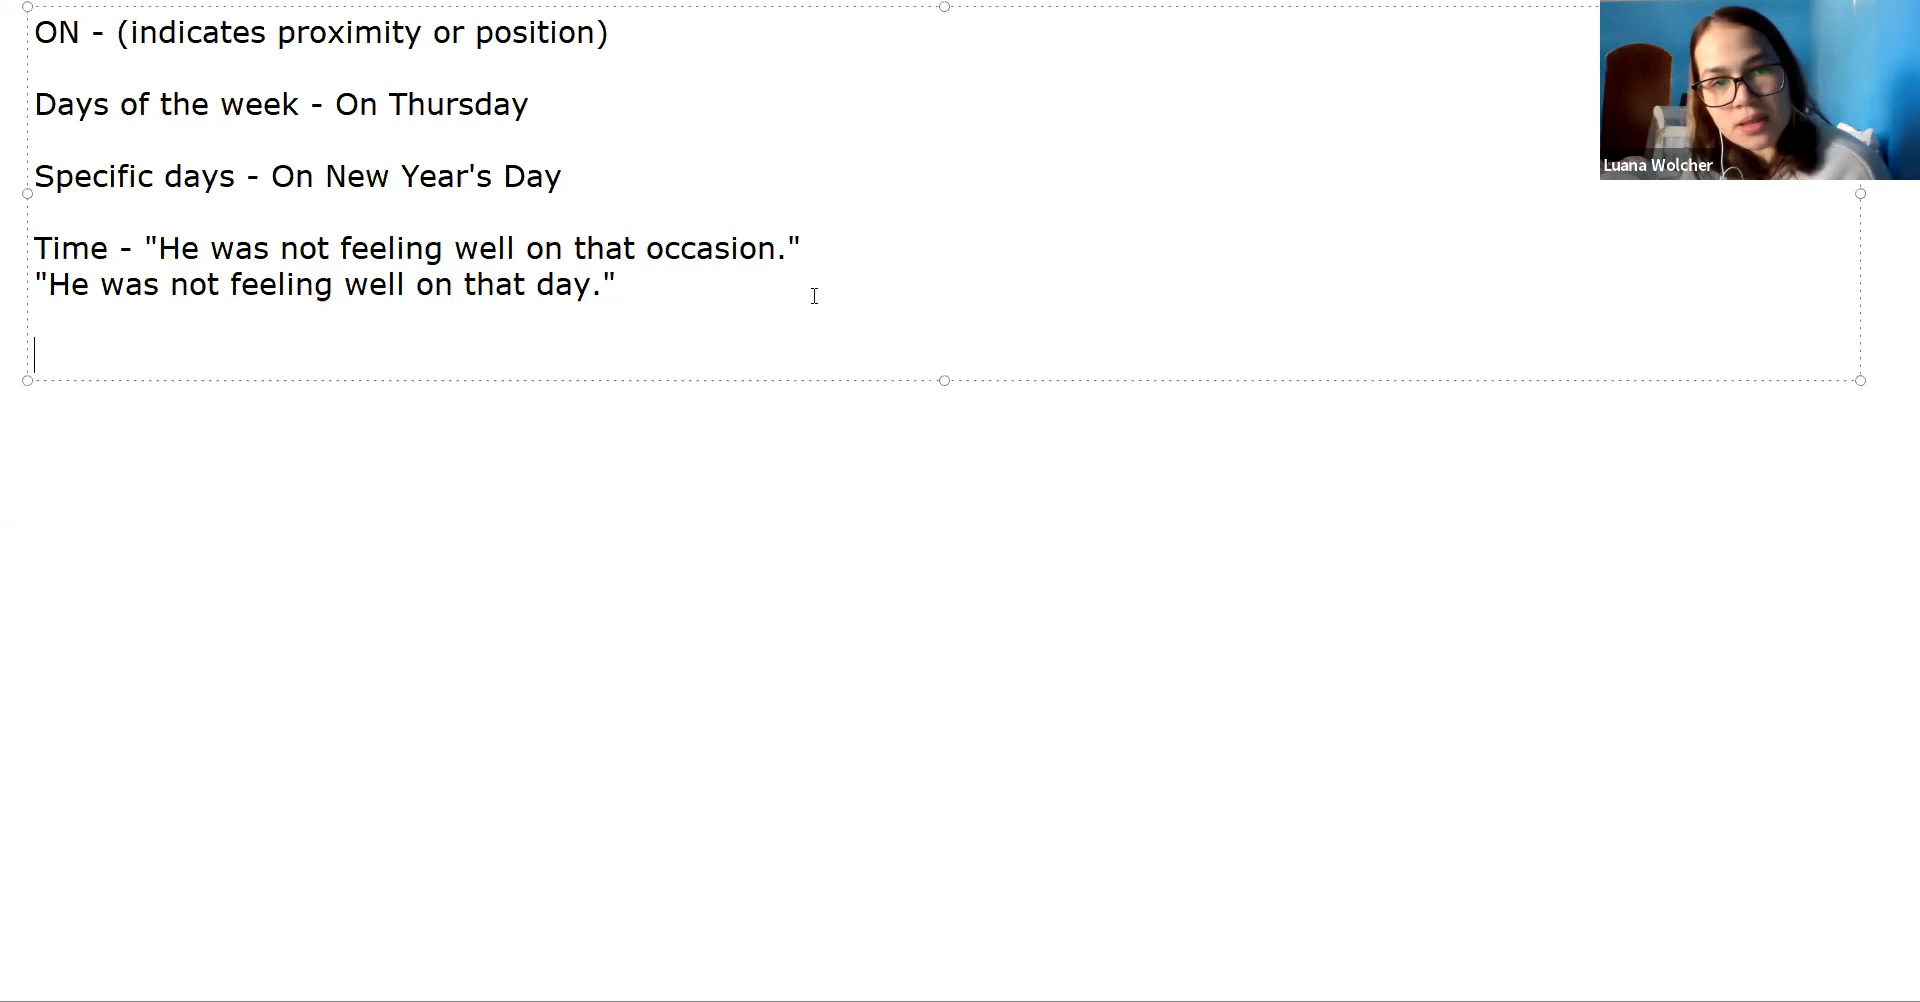 ON - (indicates proximity or position)
Days of the week - On Thursday
Specific days - On New Year's Day
Time - "He was not feeling well on that occasion."
"He was not feeling well on that day."
Luana Wolcher